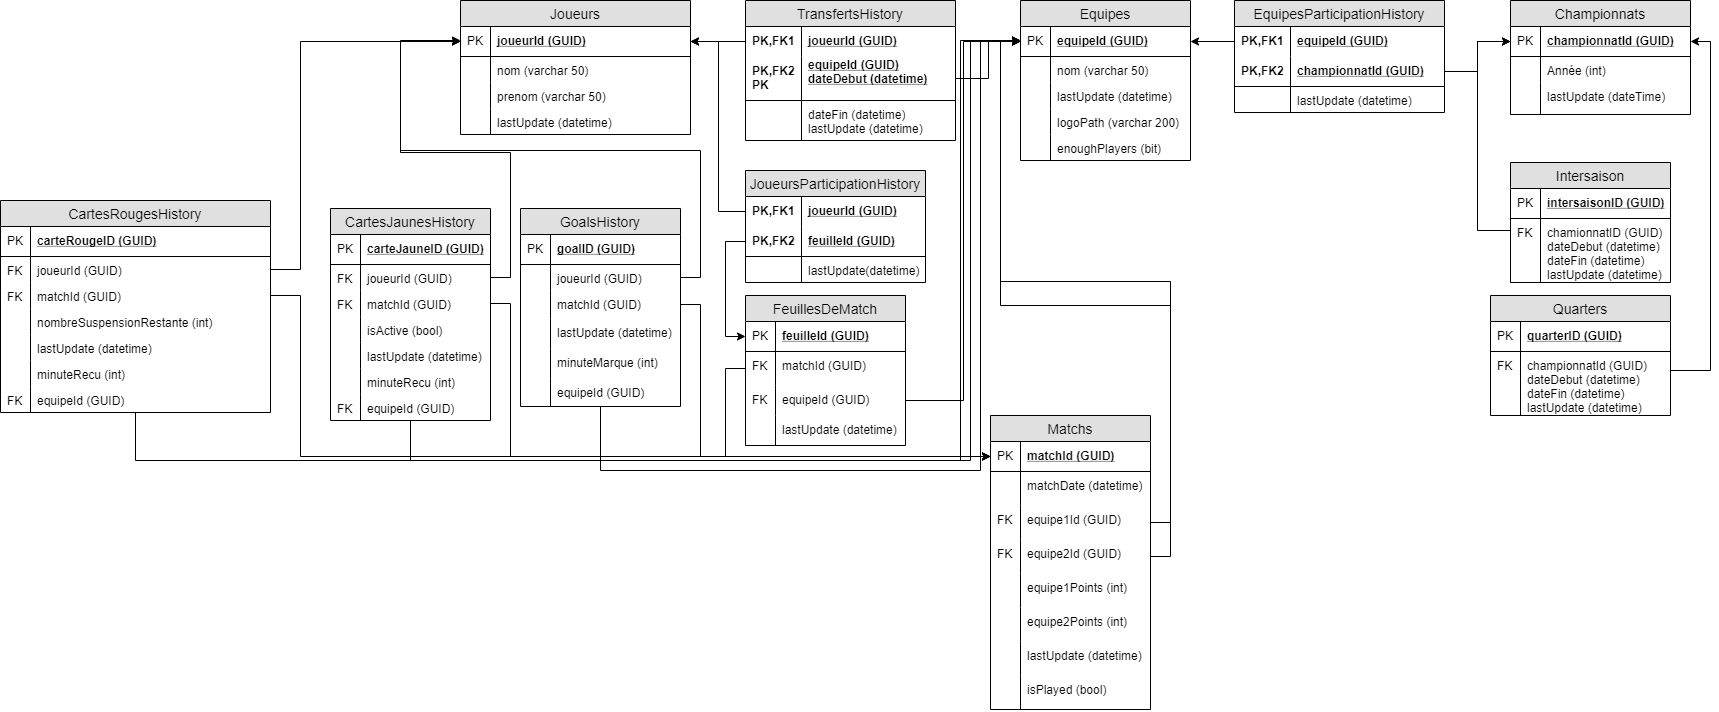 Joueurs
PK joueurId (GUID)
nom (varchar 50)
prenom (varchar 50)
lastUpdate (datetime)
TransfertsHistory
PK,FK1 joueurId (GUID)
PK,FK2 equipeId (GUID)
PK dateDebut (datetime)
dateFin (datetime)
lastUpdate (datetime)
Equipes
PK equipeId (GUID)
nom (varchar 50)
lastUpdate (datetime)
logoPath (varchar 200)
enoughPlayers (bit)
EquipesParticipationHistory
PK,FK1 equipeId (GUID)
PK,FK2 championnatId (GUID)
lastUpdate (datetime)
Championnats
PK championnatId (GUID)
Année (int)
lastUpdate (dateTime)
CartesRougesHistory
PK carteRougeID (GUID)
FK joueurId (GUID)
FK matchId (GUID)
nombreSuspensionRestante (int)
lastUpdate (datetime)
minuteRecu (int)
FK equipeId (GUID)
CartesJaunesHistory
PK carteJauneID (GUID)
FK joueurId (GUID)
FK matchId (GUID)
isActive (bool)
lastUpdate (datetime)
minuteRecu (int)
FK equipeId (GUID)
GoalsHistory
PK goalID (GUID)
joueurId (GUID)
matchId (GUID)
lastUpdate (datetime)
minuteMarque (int)
equipeId (GUID)
JoueursParticipationHistory
PK,FK1 joueurId (GUID)
PK,FK2 feuilleId (GUID)
lastUpdate(datetime)
FeuillesDeMatch
PK feuilleId (GUID)
FK matchId (GUID)
FK equipeId (GUID)
lastUpdate (datetime)
Intersaison
PK intersaisonID (GUID)
FK chamionnatID (GUID)
dateDebut (datetime)
dateFin (datetime)
lastUpdate (datetime)
Quarters
PK quarterID (GUID)
FK championnatId (GUID)
dateDebut (datetime)
dateFin (datetime)
lastUpdate (datetime)
Matchs
PK matchId (GUID)
matchDate (datetime)
FK equipe1Id (GUID)
FK equipe2Id (GUID)
equipe1Points (int)
equipe2Points (int)
lastUpdate (datetime)
isPlayed (bool)